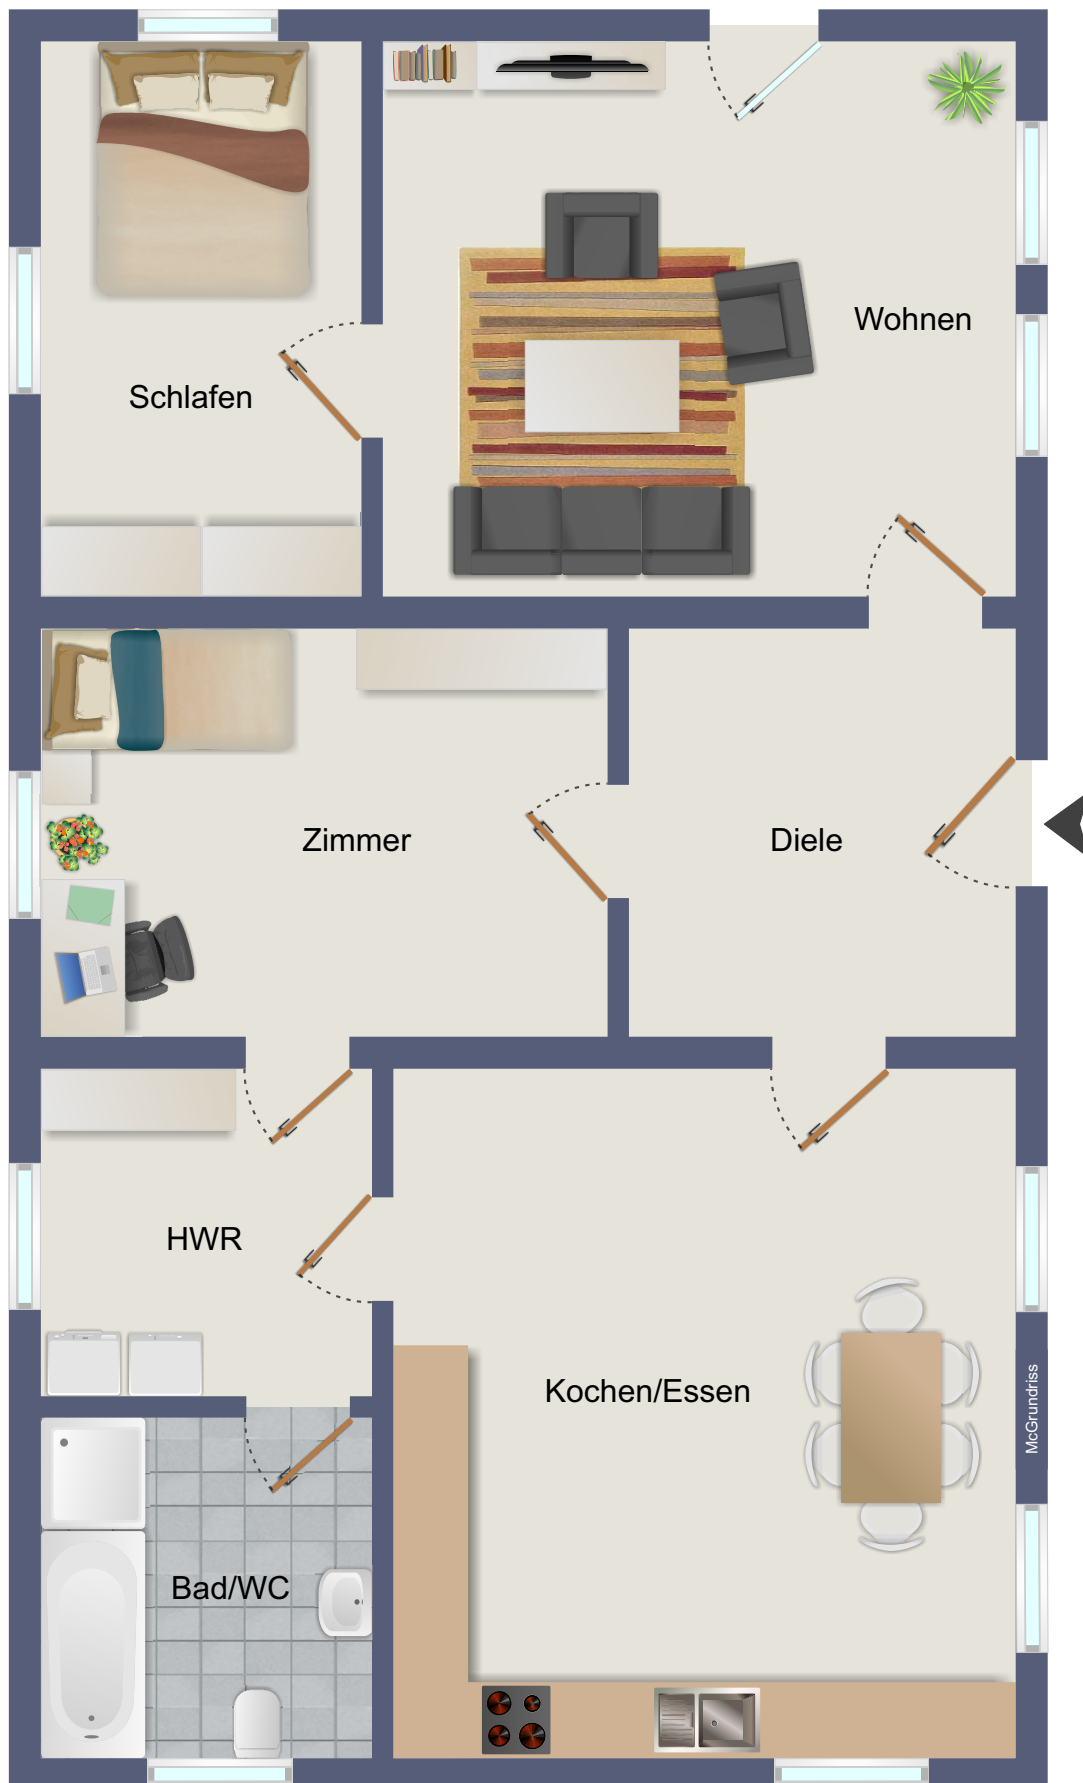 Wohnen
Schlafen
Zimmer
Diele
HWR
Kochen/Essen
McGrundriss
Bad/WC